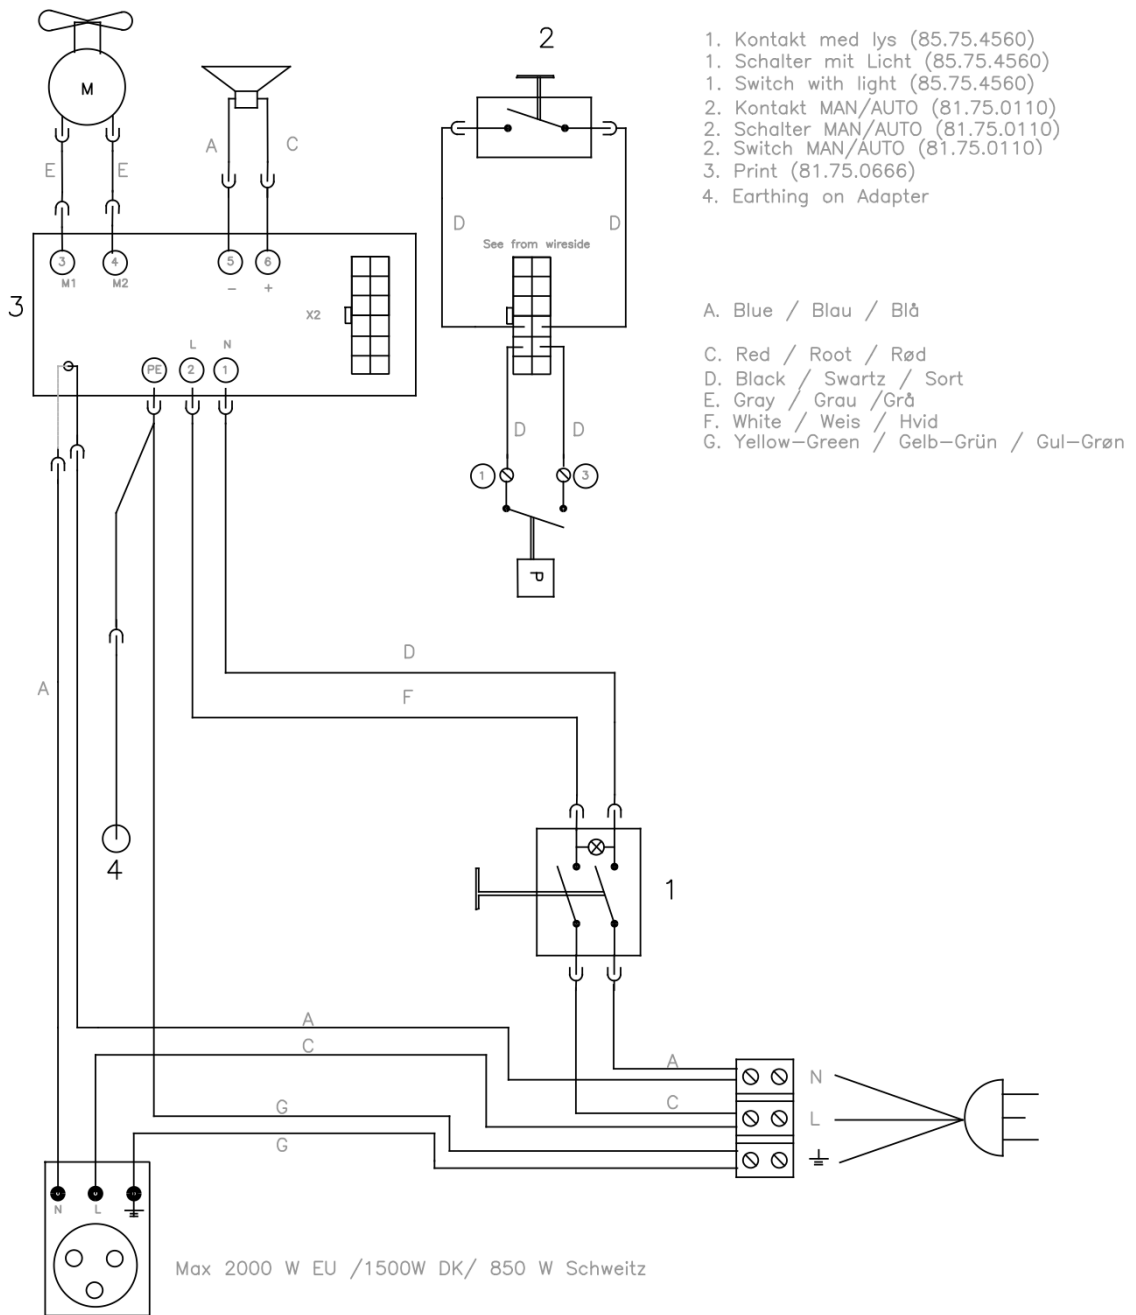 2
1. Kontakt med lys (85.75.4560)
1. Schalter mit Licht (85.75.4560)
1. Switch with light (85.75.4560)
2. Kontakt MAN/AUTO (81.75.0110)
2. Schalter MAN/AUTO (81.75.0110)
2. Switch MAN/AUTO (81.75.0110)
3. Print (81.75.0666)
4. Earthing on Adapter
M
A C
E E
D D
See from wireside
3 4 5 6
M1 M2 - +
3
X2
L N
PE 2 1
A. Blue / Blau / Blå
C. Red / Root / Rød
D. Black / Swartz / Sort
E. Gray / Grau /Grå
F. White / Weis / Hvid
G. Yellow-Green / Gelb-Grün / Gul-Grøn
D D
1 3
P
D
A
F
4
1
A
C
A
N
C
L
G
G
N L
Max 2000 W EU /1500W DK/ 850 W Schweitz